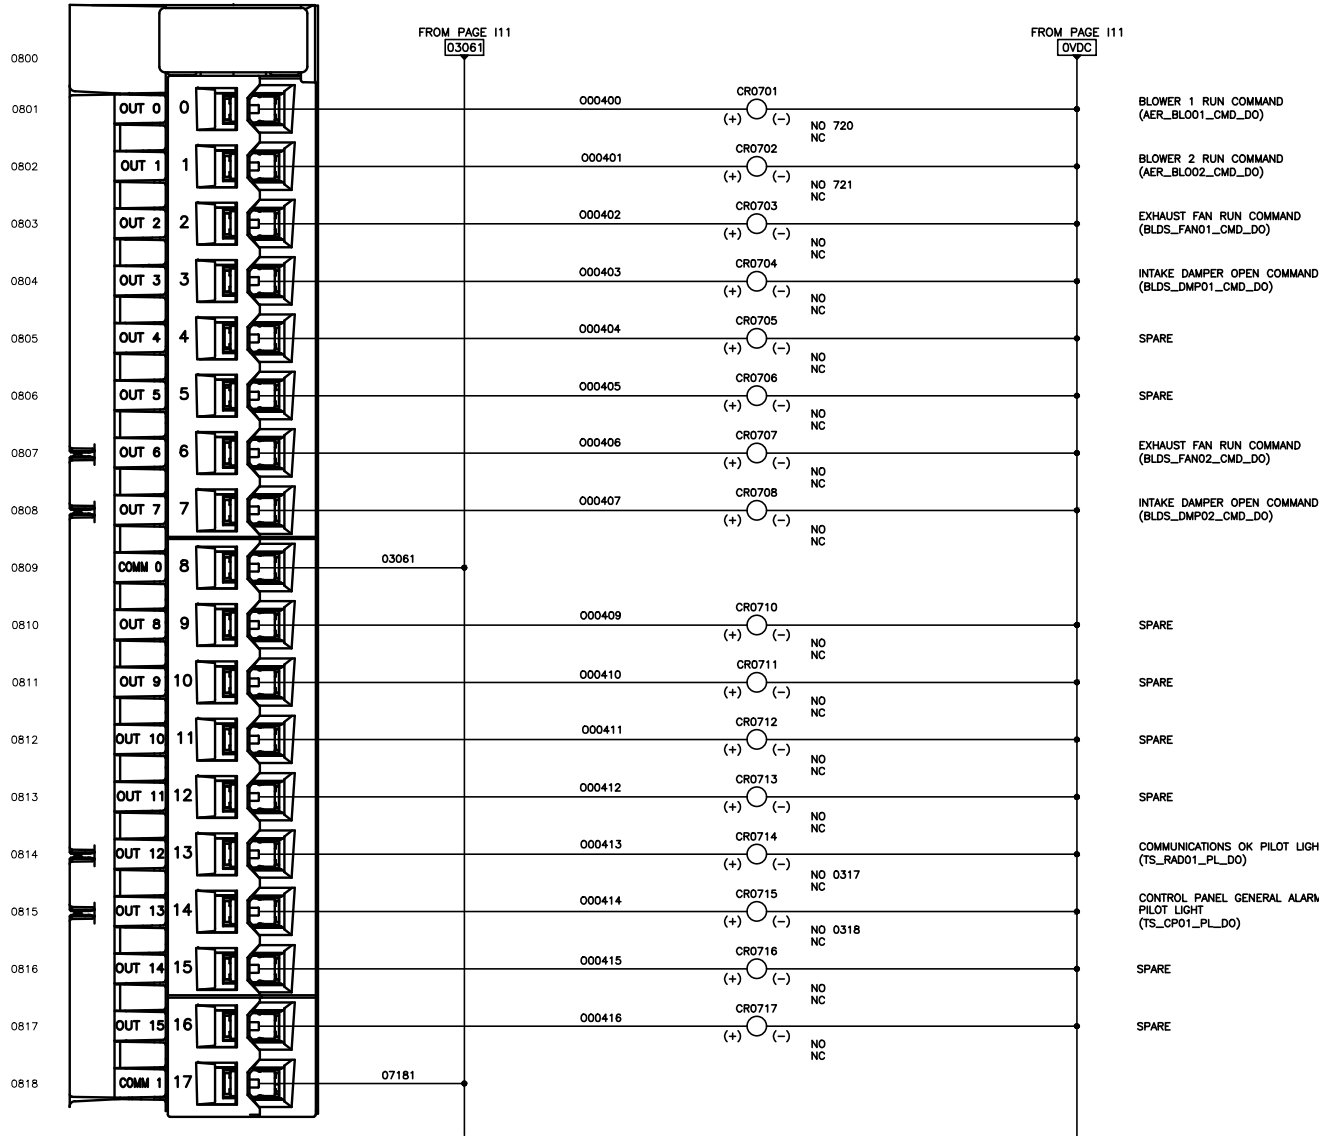 FROM PAGE I11
03061
FROM PAGE I11
0VDC
0800
0801 OUT 0 0 000400 CR0701 (+) (-) NO 720 NC BLOWER 1 RUN COMMAND
(AER_BLO01_CMD_DO)
0802 OUT 1 1 000401 CR0702 (+) (-) NO 721 NC BLOWER 2 RUN COMMAND
(AER_BLO02_CMD_DO)
0803 OUT 2 2 000402 CR0703 (+) (-) NO NC EXHAUST FAN RUN COMMAND
(BLDS_FAN01_CMD_DO)
0804 OUT 3 3 000403 CR0704 (+) (-) NO NC INTAKE DAMPER OPEN COMMAND
(BLDS_DMP01_CMD_DO)
0805 OUT 4 4 000404 CR0705 (+) (-) NO NC SPARE
0806 OUT 5 5 000405 CR0706 (+) (-) NO NC SPARE
0807 OUT 6 6 000406 CR0707 (+) (-) NO NC EXHAUST FAN RUN COMMAND
(BLDS_FAN02_CMD_DO)
0808 OUT 7 7 000407 CR0708 (+) (-) NO NC INTAKE DAMPER OPEN COMMAND
(BLDS_DMP02_CMD_DO)
0809 COMM 0 8 03061
0810 OUT 8 9 000409 CR0710 (+) (-) NO NC SPARE
0811 OUT 9 10 000410 CR0711 (+) (-) NO NC SPARE
0812 OUT 10 11 000411 CR0712 (+) (-) NO NC SPARE
0813 OUT 11 12 000412 CR0713 (+) (-) NO NC SPARE
0814 OUT 12 13 000413 CR0714 (+) (-) NO 0317 NC COMMUNICATIONS OK PILOT LIGH
(TS_RAD01_PL_DO)
0815 OUT 13 14 000414 CR0715 (+) (-) NO 0318 NC CONTROL PANEL GENERAL ALARM
PILOT LIGHT
(TS_CP01_PL_DO)
0816 OUT 14 15 000415 CR0716 (+) (-) NO NC SPARE
0817 OUT 15 16 000416 CR0717 (+) (-) NO NC SPARE
0818 COMM 1 17 07181